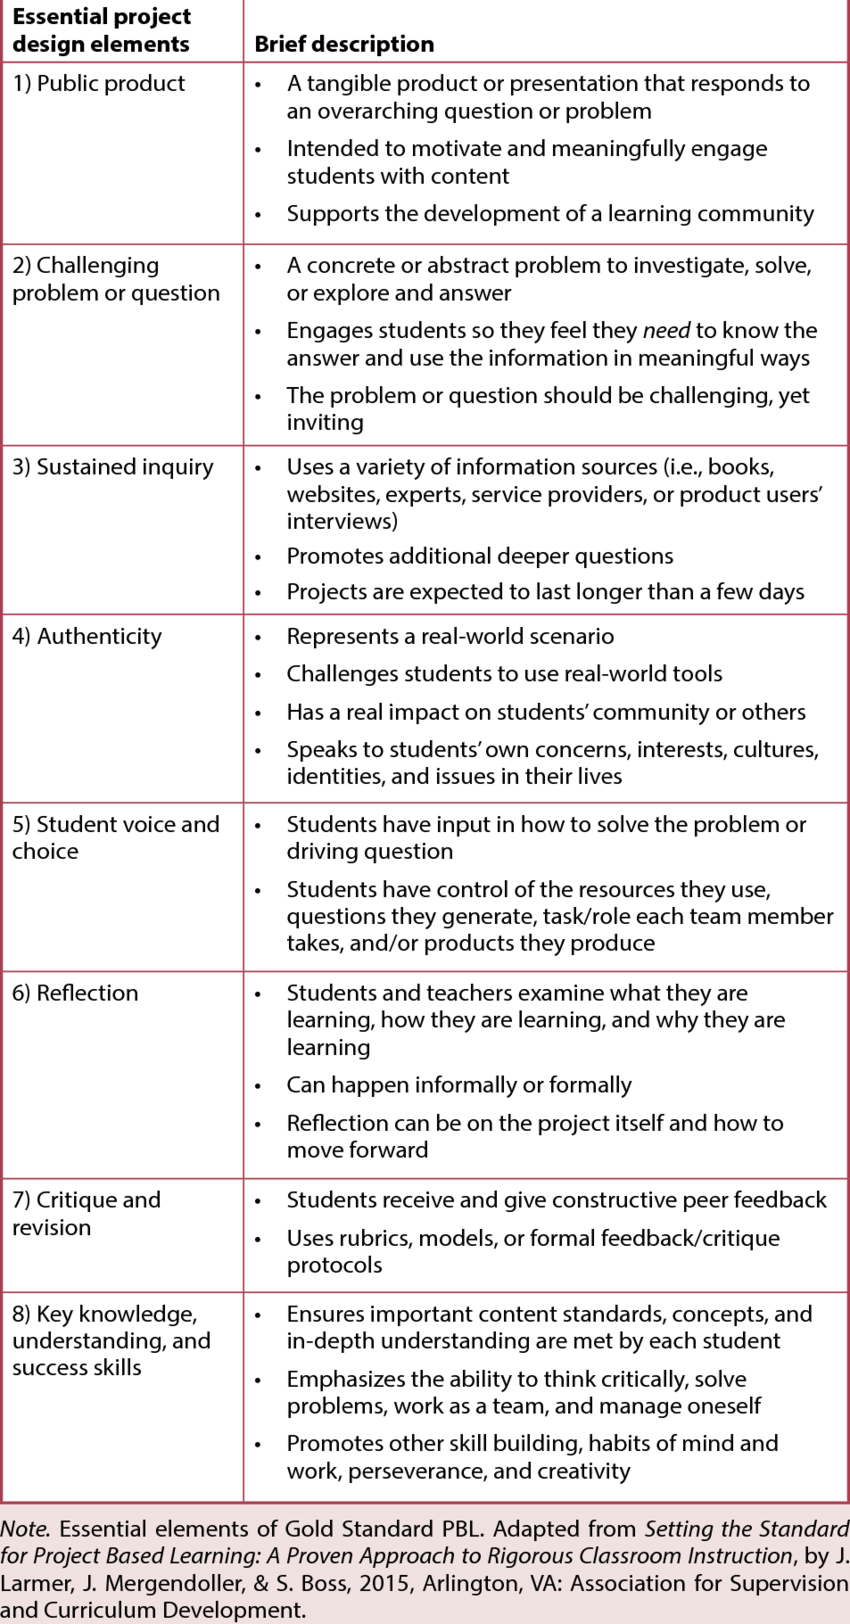 Essential project
design elements
Brief description
1) Public product
• A tangible product or presentation that responds to
an overarching question or problem
• Intended to motivate and meaningfully engage
students with content
• Supports the development of a learning community
2) Challenging
problem or question
• A concrete or abstract problem to investigate, solve,
or explore and answer
• Engages students so they feel they need to know the
answer and use the information in meaningful ways
• The problem or question should be challenging, yet
inviting
3) Sustained inquiry
• Uses a variety of information sources (i.e., books,
websites, experts, service providers, or product users’
interviews)
• Promotes additional deeper questions
• Projects are expected to last longer than a few days
4) Authenticity
• Represents a real-world scenario
• Challenges students to use real-world tools
• Has a real impact on students’ community or others
• Speaks to students’ own concerns, interests, cultures,
identities, and issues in their lives
5) Student voice and
choice
• Students have input in how to solve the problem or
driving question
• Students have control of the resources they use,
questions they generate, task/role each team member
takes, and/or products they produce
6) Reflection
• Students and teachers examine what they are
learning, how they are learning, and why they are
learning
• Can happen informally or formally
• Reflection can be on the project itself and how to
move forward
7) Critique and
revision
• Students receive and give constructive peer feedback
• Uses rubrics, models, or formal feedback/critique
protocols
8) Key knowledge,
understanding, and
success skills
• Ensures important content standards, concepts, and
in-depth understanding are met by each student
• Emphasizes the ability to think critically, solve
problems, work as a team, and manage oneself
• Promotes other skill building, habits of mind and
work, perseverance, and creativity
Note. Essential elements of Gold Standard PBL. Adapted from Setting the Standard
for Project Based Learning: A Proven Approach to Rigorous Classroom Instruction, by J.
Larmer, J. Mergendoller, & S. Boss, 2015, Arlington, VA: Association for Supervision
and Curriculum Development.